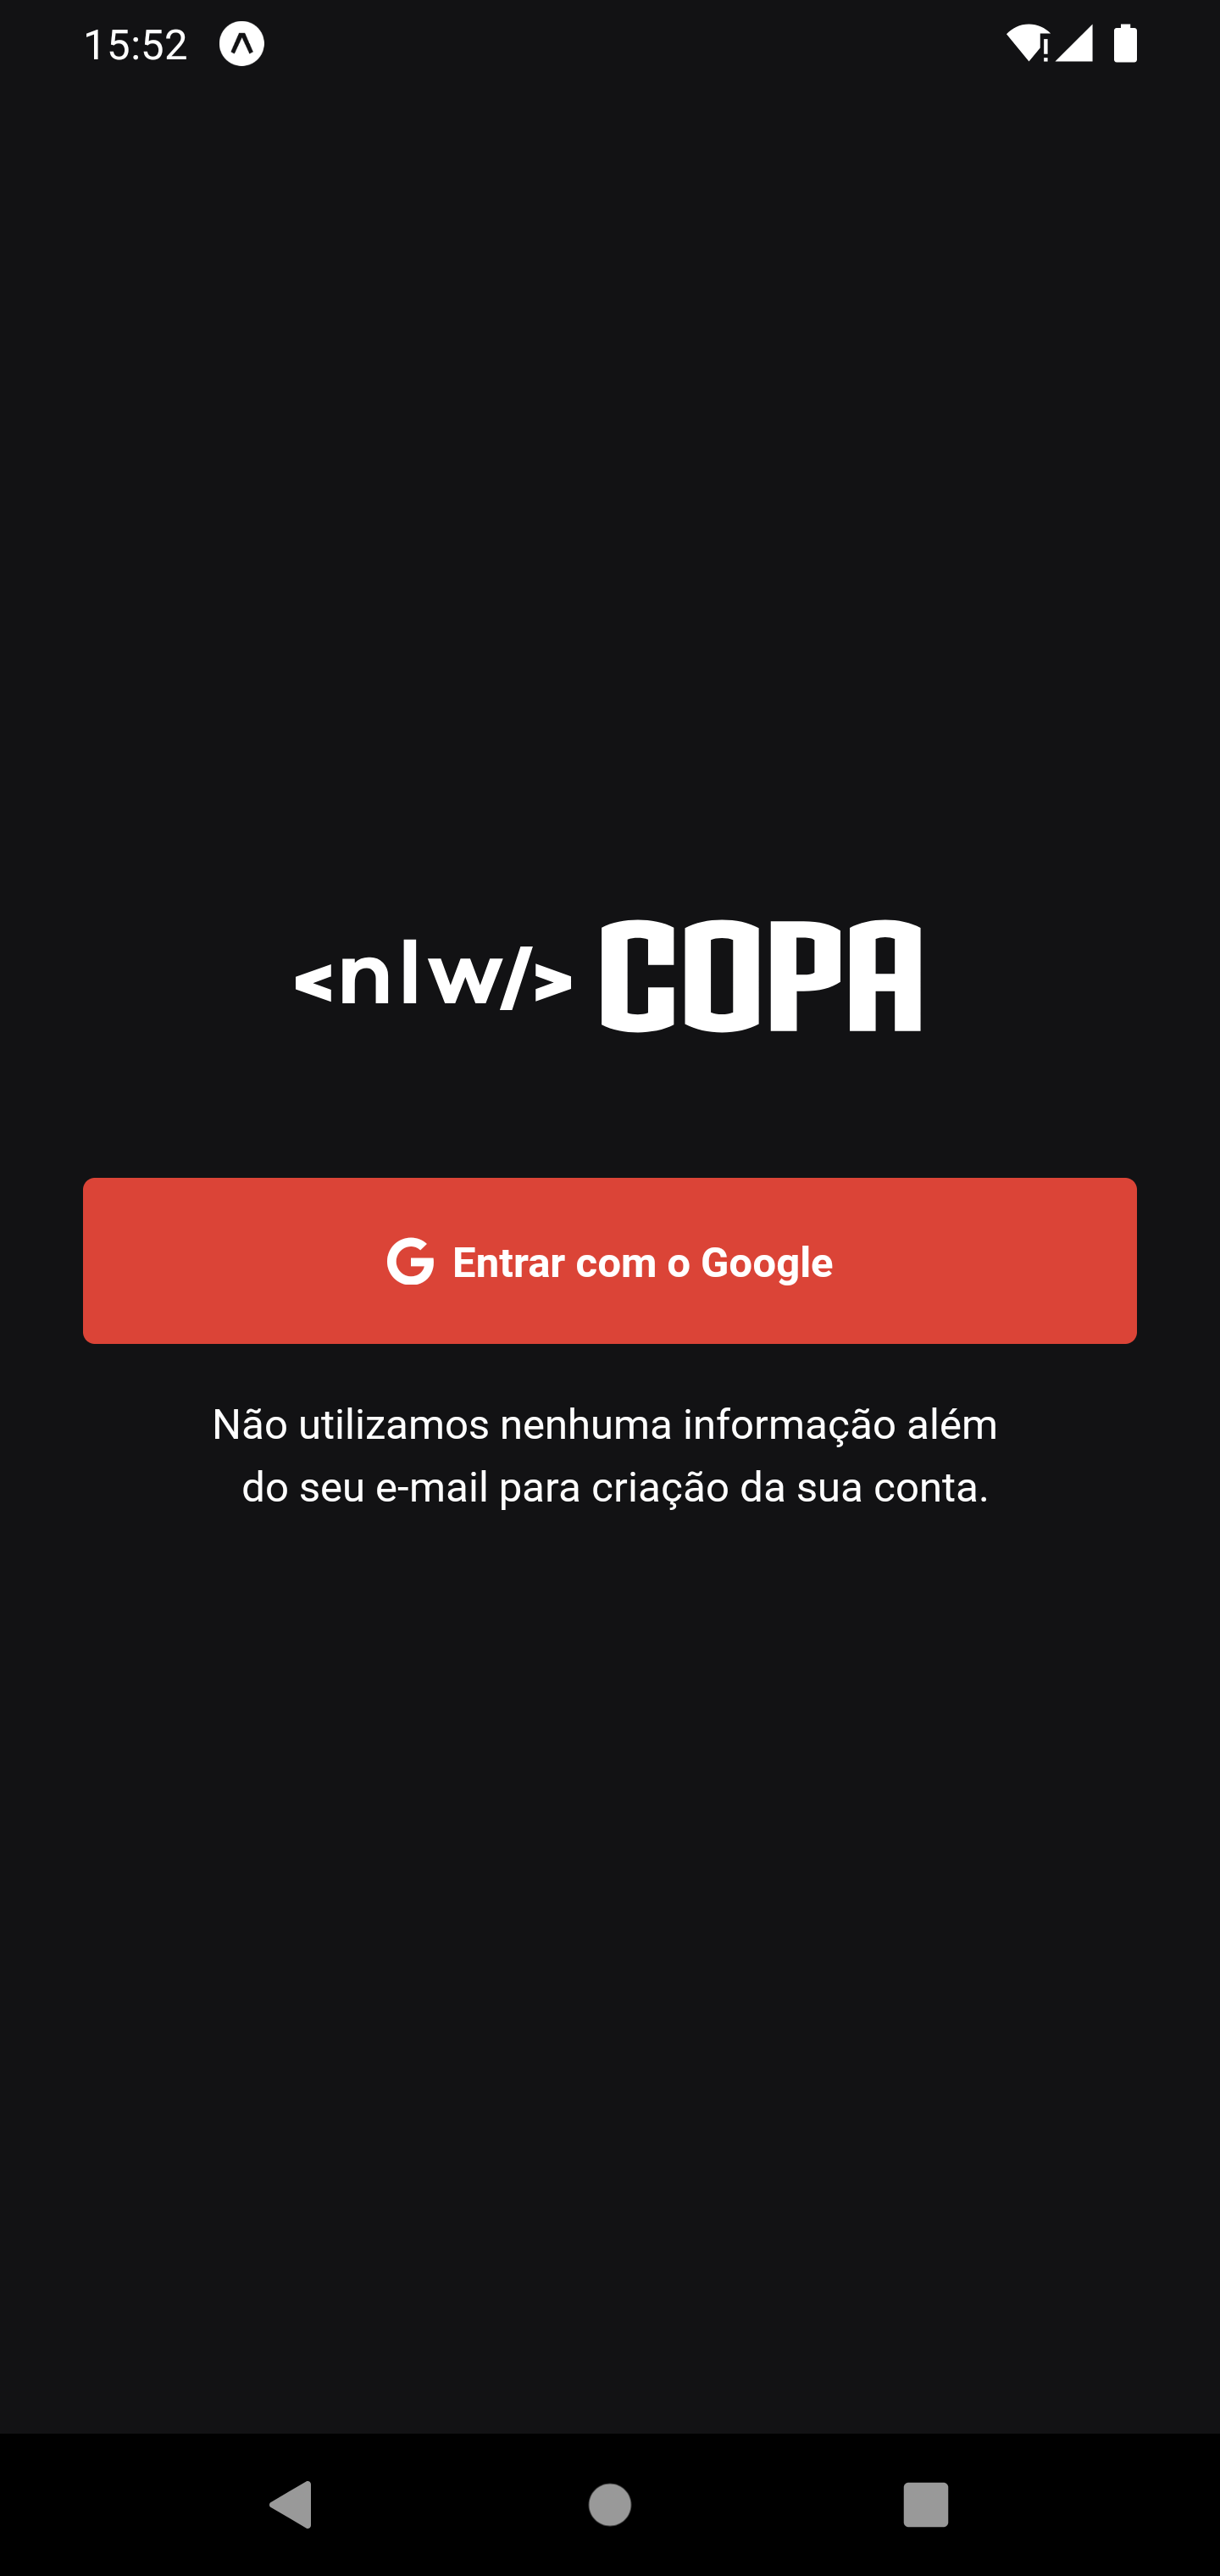 15:52
<nlw/> COPA
Entrar com o Google
Não utilizamos nenhuma informação além
do seu e-mail para criação da sua conta.